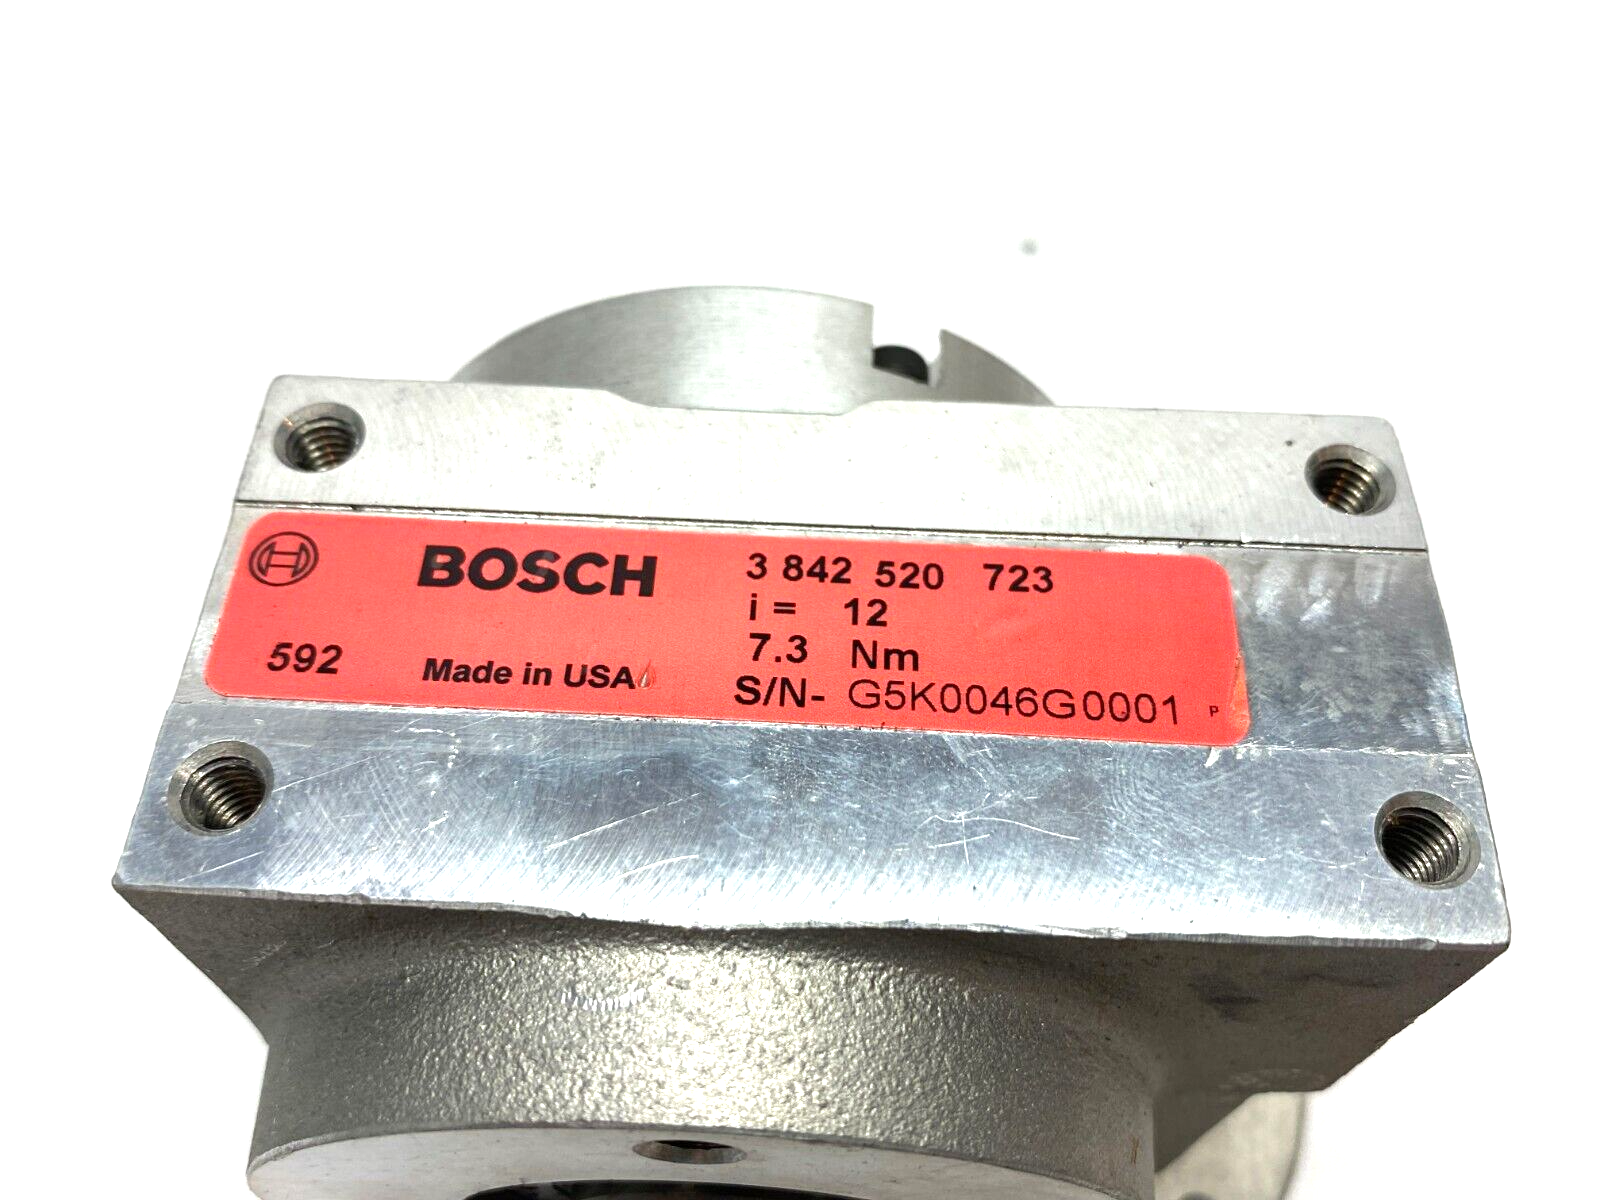 BOSCH 3 842 520 723
i = 12
7.3 Nm
592 Made in USA
S/N- G5K0046G0001 P